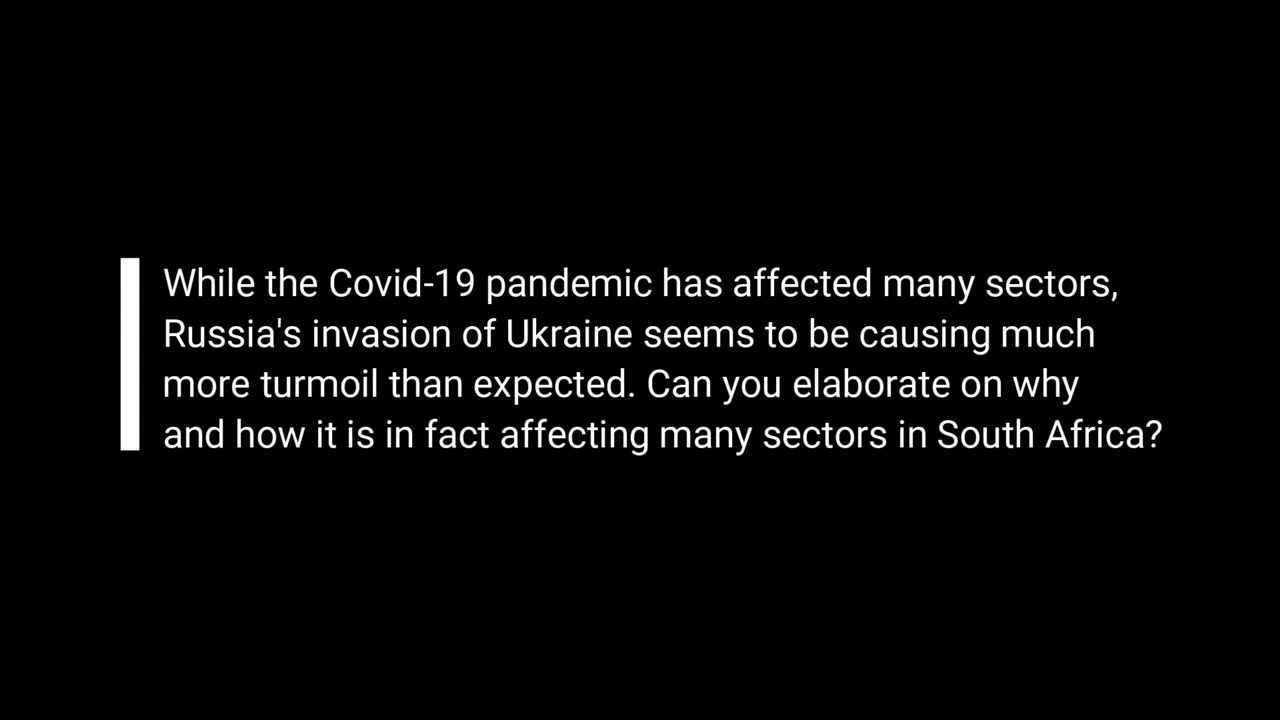 While the Covid-19 pandemic has affected many sectors,
Russia's invasion of Ukraine seems to be causing much
more turmoil than expected. Can you elaborate on why
and how it is in fact affecting many sectors in South Africa?